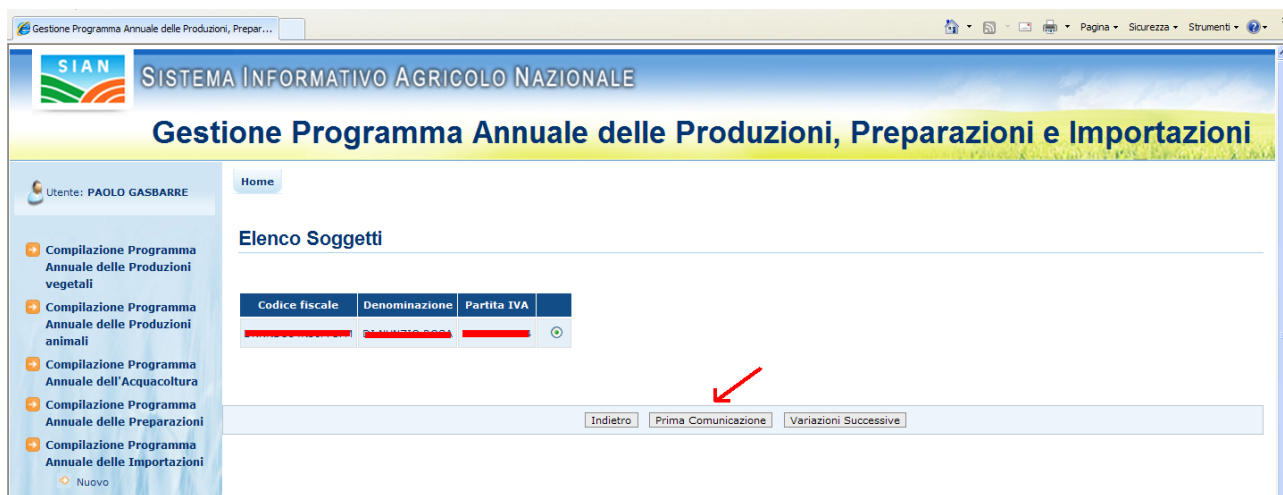 Gestione Programma Annuale delle Produzioni, Prepar...
Pagina Sicurezza Strumenti
SIAN
SISTEMA INFORMATIVO AGRICOLO NAZIONALE
Gestione Programma Annuale delle Produzioni, Preparazioni e Importazioni
Utente: PAOLO GASBARRE
Home
Elenco Soggetti
Compilazione Programma
Annuale delle Produzioni
vegetali
Compilazione Programma
Annuale delle Produzioni
animali
Compilazione Programma
Annuale dell'Acquacoltura
Compilazione Programma
Annuale delle Preparazioni
Compilazione Programma
Annuale delle Importazioni
Nuovo
Codice fiscale Denominazione Partita IVA
Indietro Prima Comunicazione Variazioni Successive